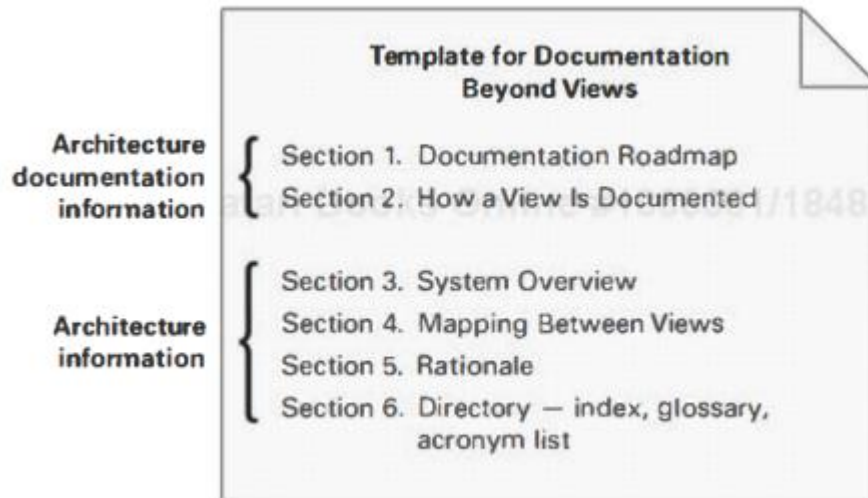 Template for Documentation
Beyond Views
Architecture
documentation
information
Section 1. Documentation Roadmap
Section 2. How a View Is Documented
Architecture
information
Section 3. System Overview
Section 4. Mapping Between Views
Section 5. Rationale
Section 6. Directory — index, glossary,
acronym list